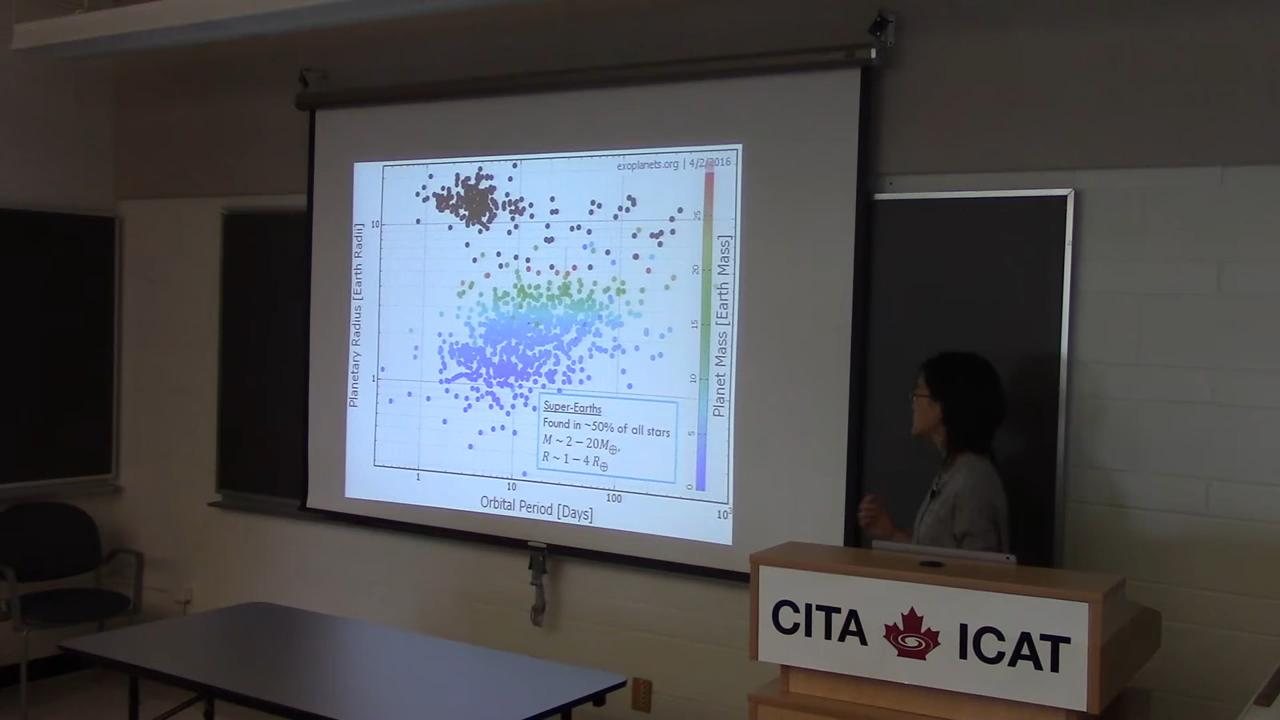 exoplanets.org | 4/2/2016
Planetary Radius [Earth Radii]
10
1
25
20
15
10
5
0
Planet Mass [Earth Mass]
Super-Earths
Found in ~50% of all stars
M ~ 2 − 20M⊕,
R ~ 1 − 4 R⊕
1
10
100
10³
Orbital Period [Days]
CITA ICAT